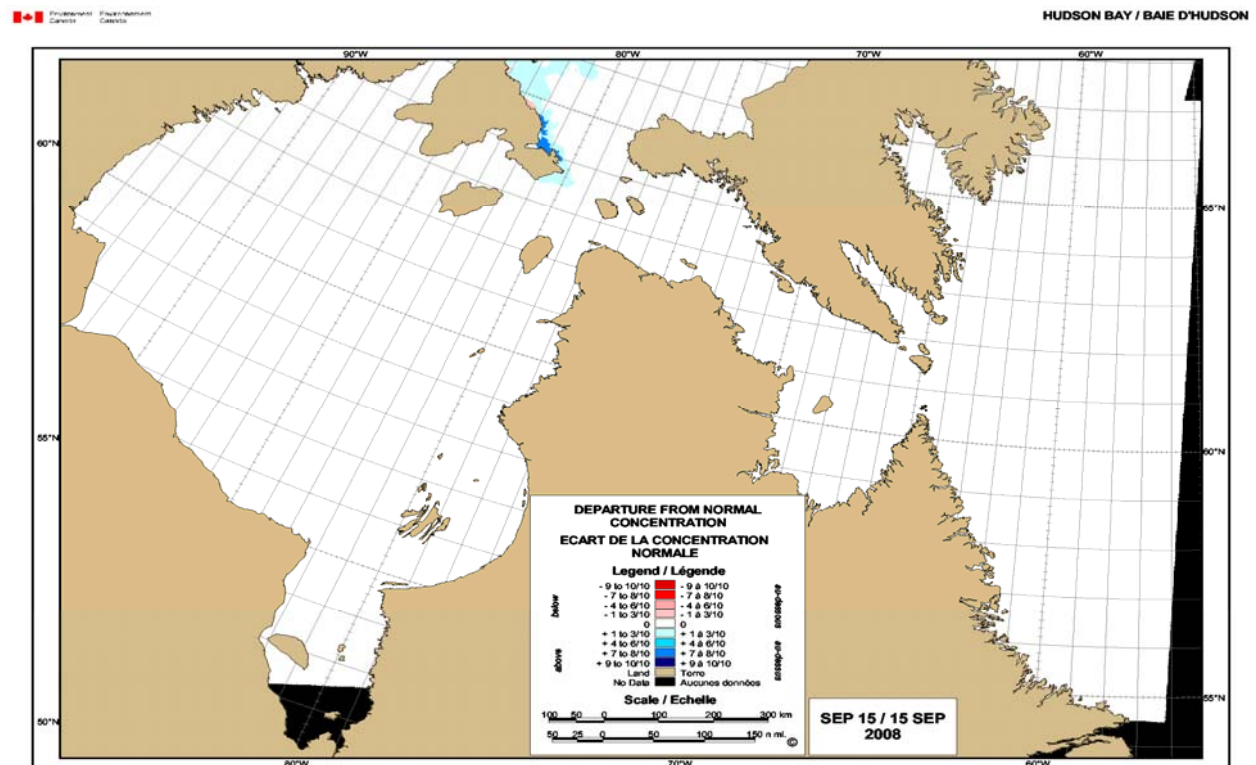 Environment Environnement
Canada Canada
HUDSON BAY / BAIE D'HUDSON
90°W
80°W
70°W
60°W
60°N
65°N
55°N
60°N
DEPARTURE FROM NORMAL
CONCENTRATION
ECART DE LA CONCENTRATION
NORMALE
Legend / Légende
- 9 to 10/10 - 9 à 10/10
- 7 to 8/10 - 7 à 8/10
- 4 to 6/10 - 4 à 6/10
- 1 to 3/10 - 1 à 3/10
0 0
+ 1 to 3/10 + 1 à 3/10
+ 4 to 6/10 + 4 à 6/10
+ 7 to 8/10 + 7 à 8/10
+ 9 to 10/10 + 9 à 10/10
Land Terre
No Data Aucunes données
below
above
au-dessous
au-dessus
Scale / Echelle
100 50 0 100 200 300 km
50 25 0 50 100 150 n mi.
©
SEP 15 / 15 SEP
2008
55°N
50°N
80°W
70°W
60°W